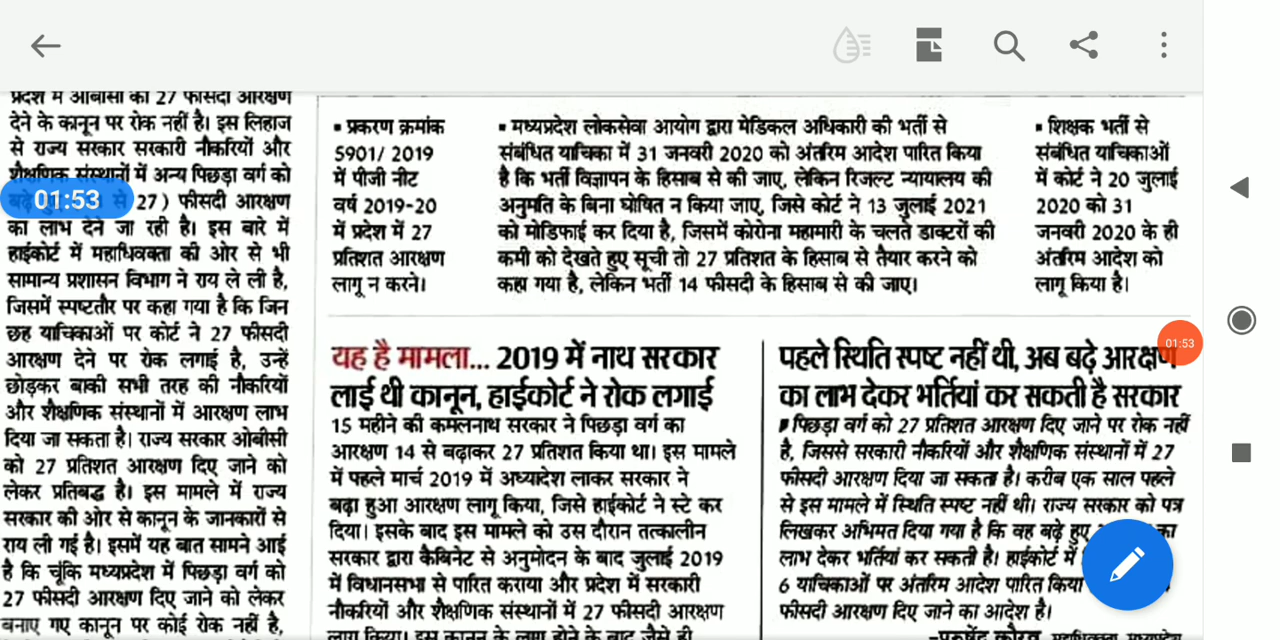 प्रदेश में ओबीसी को 27 फीसदी आरक्षण
देने के कानून पर रोक नहीं है। इस लिहाज
से राज्य सरकार सरकारी नौकरियों और
शैक्षणिक संस्थानों में अन्य पिछड़ा वर्ग को
से 27) फीसदी आरक्षण
का लाभ देने जा रही है। इस बारे में
हाईकोर्ट में महाधिवक्ता की ओर से भी
सामान्य प्रशासन विभाग ने राय ले ली है,
जिसमें स्पष्टतौर पर कहा गया है कि जिन
छह याचिकाओं पर कोर्ट ने 27 फीसदी
आरक्षण देने पर रोक लगाई है, उन्हें
छोड़कर बाकी सभी तरह की नौकरियों
और शैक्षणिक संस्थानों में आरक्षण लाभ
दिया जा सकता है। राज्य सरकार ओबीसी
को 27 प्रतिशत आरक्षण दिए जाने को
लेकर प्रतिबद्ध है। इस मामले में राज्य
सरकार की ओर से कानून के जानकारों से
राय ली गई है। इसमें यह बात सामने आई
है कि चूंकि मध्यप्रदेश में पिछड़ा वर्ग को
27 फीसदी आरक्षण दिए जाने को लेकर
बनाए गए कानून पर कोई रोक नहीं है,
01:53
▪ प्रकरण क्रमांक
5901/ 2019
में पीजी नीट
वर्ष 2019-20
में प्रदेश में 27
प्रतिशत आरक्षण
लागू न करने।
▪ मध्यप्रदेश लोकसेवा आयोग द्वारा मेडिकल अधिकारी की भर्ती से
संबंधित याचिका में 31 जनवरी 2020 को अंतरिम आदेश पारित किया
है कि भर्ती विज्ञापन के हिसाब से की जाए, लेकिन रिजल्ट न्यायालय की
अनुमति के बिना घोषित न किया जाए, जिसे कोर्ट ने 13 जुलाई 2021
को मोडिफाई कर दिया है, जिसमें कोरोना महामारी के चलते डाक्टरों की
कमी को देखते हुए सूची तो 27 प्रतिशत के हिसाब से तैयार करने को
कहा गया है, लेकिन भर्ती 14 फीसदी के हिसाब से की जाए।
▪ शिक्षक भर्ती से
संबंधित याचिकाओं
में कोर्ट ने 20 जुलाई
2020 को 31
जनवरी 2020 के ही
अंतरिम आदेश को
लागू किया है।
यह है मामला... 2019 में नाथ सरकार
लाई थी कानून, हाईकोर्ट ने रोक लगाई
15 महीने की कमलनाथ सरकार ने पिछड़ा वर्ग का
आरक्षण 14 से बढ़ाकर 27 प्रतिशत किया था। इस मामले
में पहले मार्च 2019 में अध्यादेश लाकर सरकार ने
बढ़ा हुआ आरक्षण लागू किया, जिसे हाईकोर्ट ने स्टे कर
दिया। इसके बाद इस मामले को उस दौरान तत्कालीन
सरकार द्वारा कैबिनेट से अनुमोदन के बाद जुलाई 2019
में विधानसभा से पारित कराया और प्रदेश में सरकारी
नौकरियों और शैक्षणिक संस्थानों में 27 फीसदी आरक्षण
लागू किया। इस कानून के लागू होने के बाद जैसे ही
पहले स्थिति स्पष्ट नहीं थी, अब बढ़े आरक्षण
का लाभ देकर भर्तियां कर सकती है सरकार
01:53
▪ पिछड़ा वर्ग को 27 प्रतिशत आरक्षण दिए जाने पर रोक नहीं
है, जिससे सरकारी नौकरियों और शैक्षणिक संस्थानों में 27
फीसदी आरक्षण दिया जा सकता है। करीब एक साल पहले
से इस मामले में स्थिति स्पष्ट नहीं थी। राज्य सरकार को पत्र
लिखकर अभिमत दिया गया है कि वह बढ़े हुए का
लाभ देकर भर्तियां कर सकती है। हाईकोर्ट में
6 याचिकाओं पर अंतरिम आदेश पारित किया
फीसदी आरक्षण दिए जाने का आदेश है।
-पुरुषेंद्र कौरव, महाधिवक्ता मध्यप्रदेश